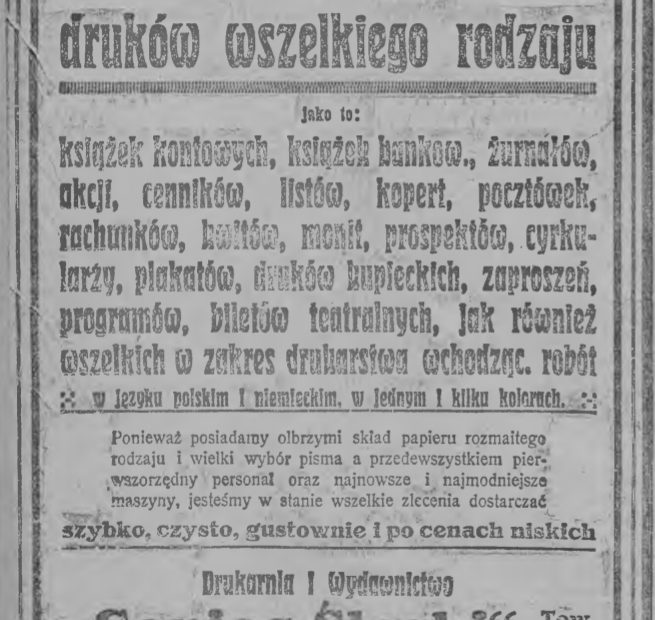 druków wszelkiego rodzaju
jako to:
książek kontowych, książek bankow., żurnalów,
akcji, cenników, listów, kopert, pocztówek,
rachunków, kwitów, monit, prospektów, cyrku-
larży, plakatów, druków kupieckich, zaproszeń,
programów, biletów teatralnych, jak również
wszelkich w zakres drukarstwa wchodząc. robót
w języku polskim i niemieckim, w jednym i kilku kolorach.
Ponieważ posiadamy olbrzymi skład papieru rozmaitego
rodzaju i wielki wybór pisma a przedewszystkiem pier-
wszorzędny personal oraz najnowsze i najmodniejsze
maszyny, jesteśmy w stanie wszelkie zlecenia dostarczać
szybko, czysto, gustownie i po cenach niskich
Drukarnia i Wydawnictwo
Tow.